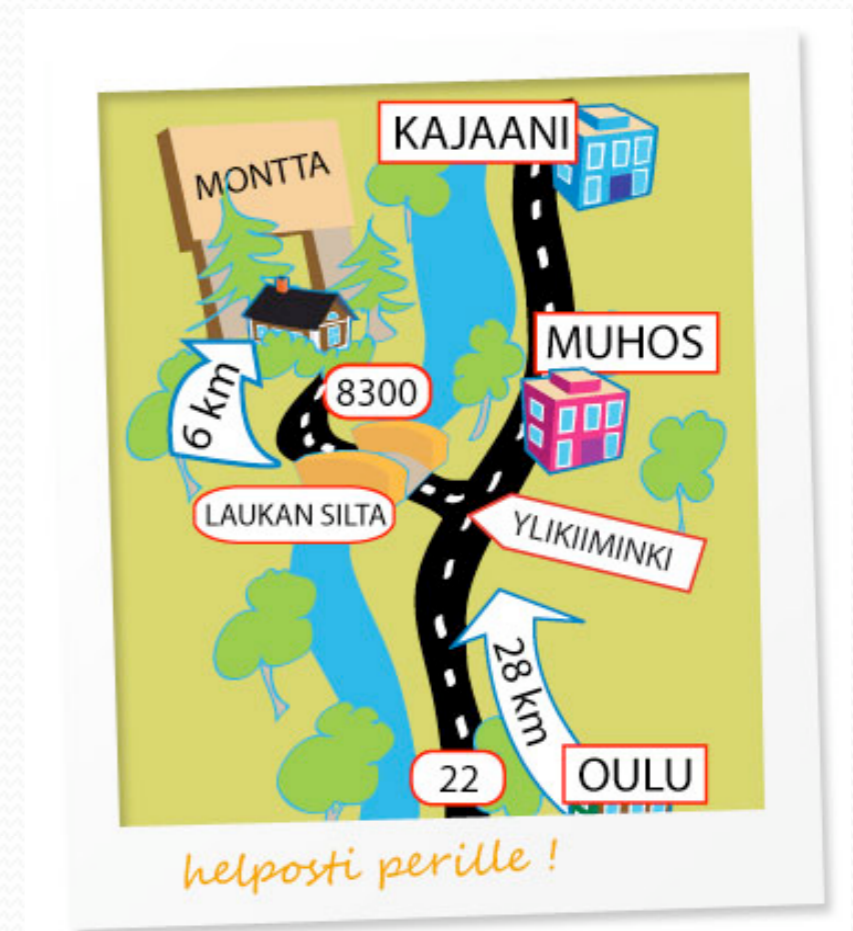 KAJAANI
MONTTA
MUHOS
6 km
8300
LAUKAN SILTA
YLIKIIMINKI
28 km
22
OULU
helposti perille !